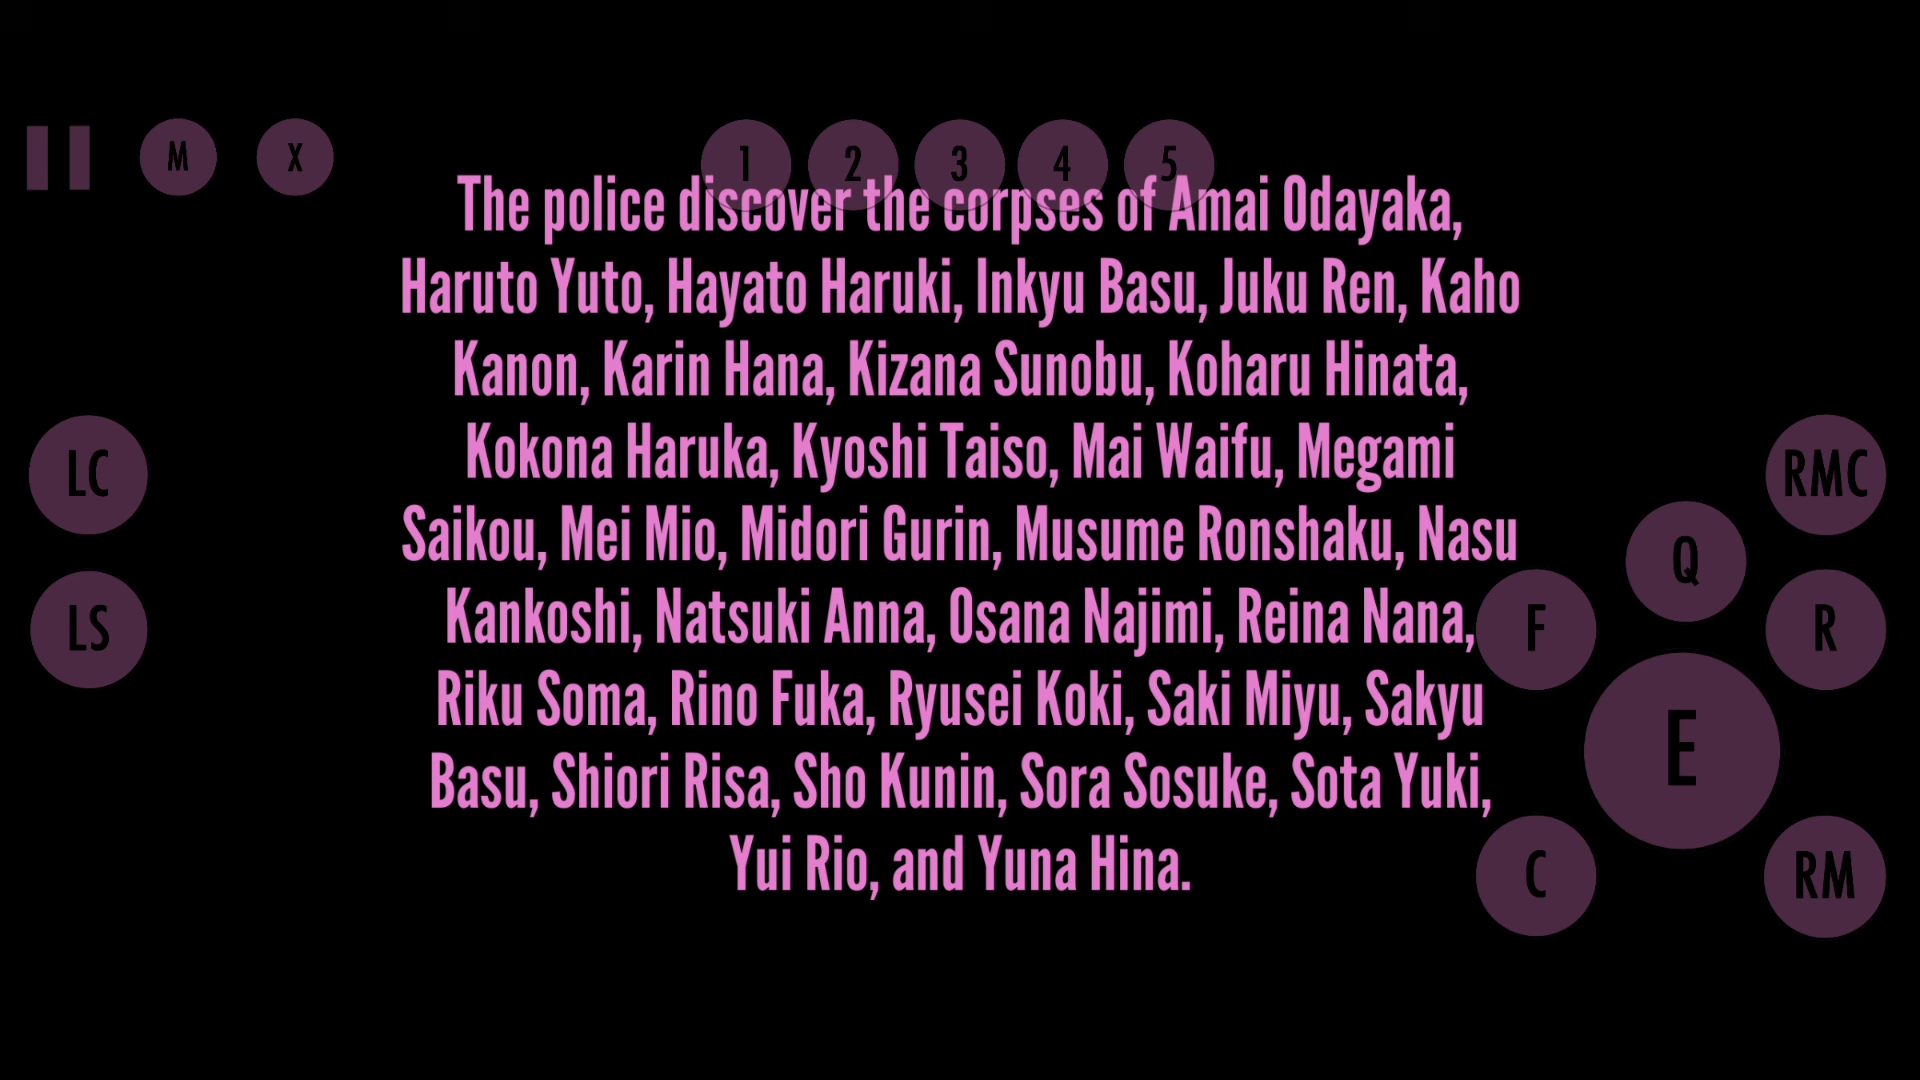 M X 1 2 3 4 5
The police discover the corpses of Amai Odayaka,
Haruto Yuto, Hayato Haruki, Inkyu Basu, Juku Ren, Kaho
Kanon, Karin Hana, Kizana Sunobu, Koharu Hinata,
Kokona Haruka, Kyoshi Taiso, Mai Waifu, Megami
Saikou, Mei Mio, Midori Gurin, Musume Ronshaku, Nasu
Kankoshi, Natsuki Anna, Osana Najimi, Reina Nana,
Riku Soma, Rino Fuka, Ryusei Koki, Saki Miyu, Sakyu
Basu, Shiori Risa, Sho Kunin, Sora Sosuke, Sota Yuki,
Yui Rio, and Yuna Hina.
LC
LS
RMC
Q
F
R
E
C
RM